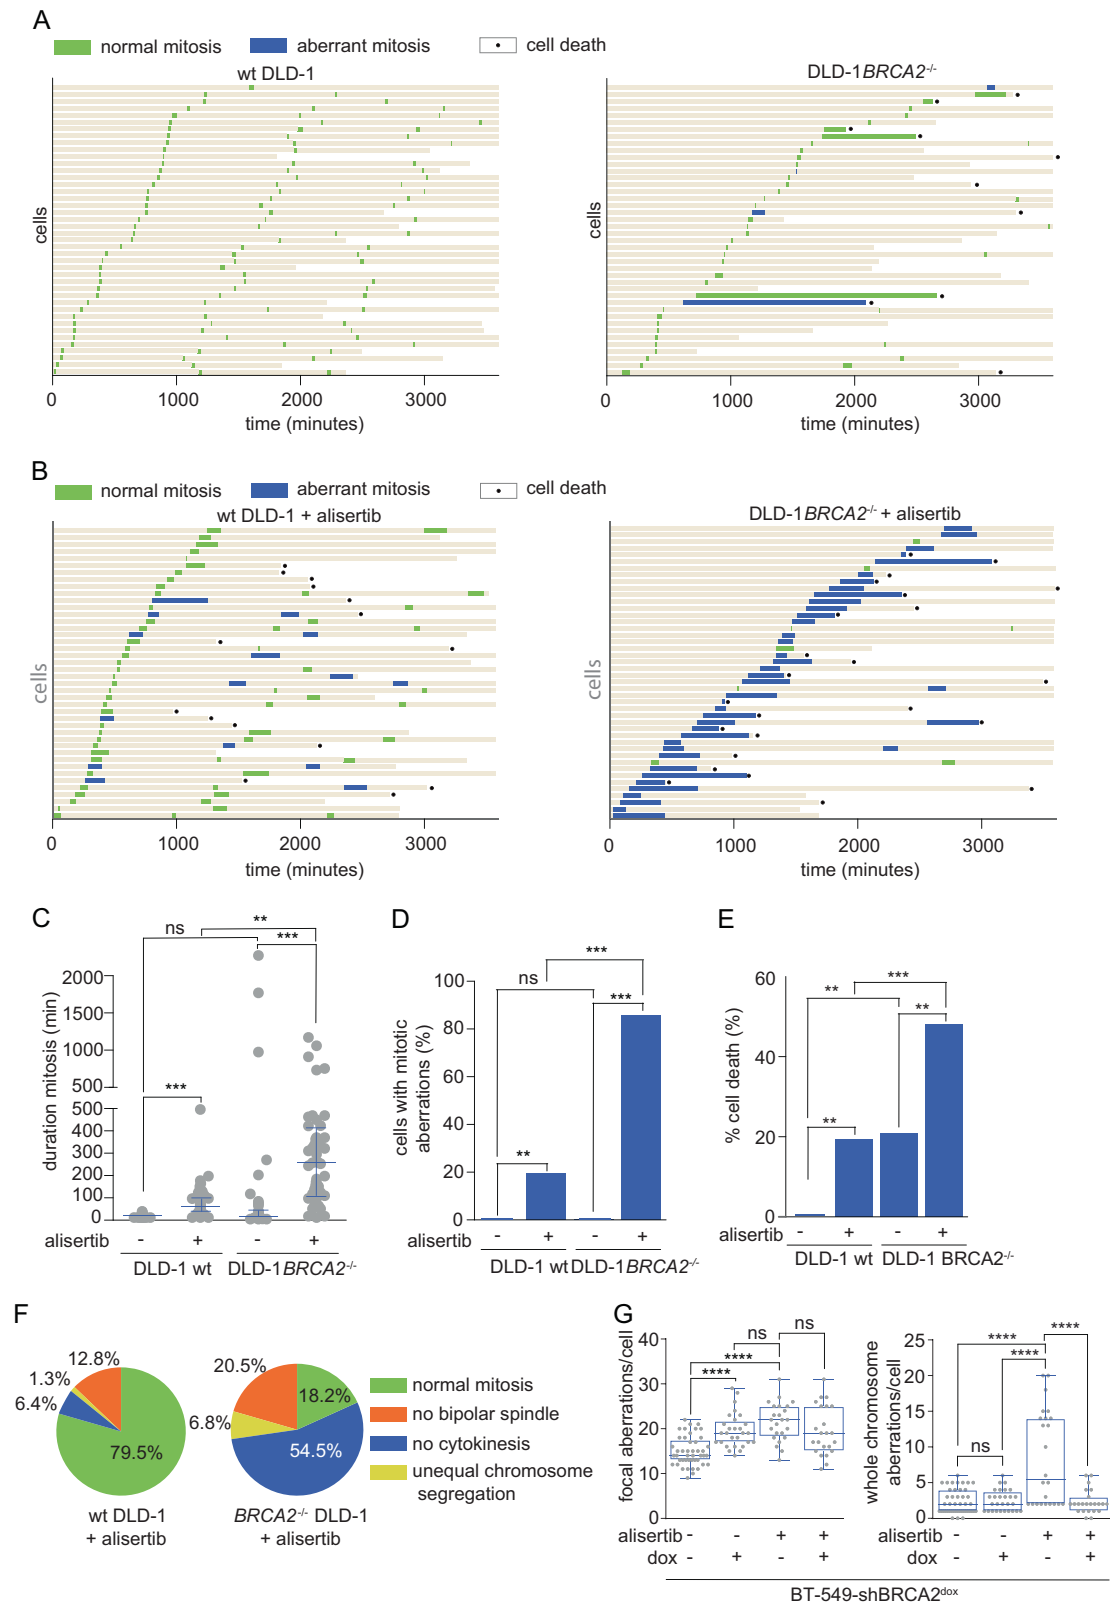 A
normal mitosis
aberrant mitosis
cell death
wt DLD-1
DLD-1BRCA2-/-
cells
cells
0
1000
2000
3000
time (minutes)
0
1000
2000
3000
time (minutes)
B
normal mitosis
aberrant mitosis
cell death
wt DLD-1 + alisertib
DLD-1BRCA2-/- + alisertib
cells
cells
0
1000
2000
3000
time (minutes)
0
1000
2000
3000
time (minutes)
C
duration mitosis (min)
2000
1500
1000
500
500
400
300
200
100
0
ns
**
***
***
alisertib - + - +
DLD-1 wt DLD-1BRCA2-/-
D
cells with mitotic
aberrations (%)
100
80
60
40
20
0
ns
***
***
**
alisertib - + - +
DLD-1 wt DLD-1BRCA2-/-
E
% cell death (%)
60
40
20
0
**
***
**
**
alisertib - + - +
DLD-1 wt DLD-1 BRCA2-/-
F
12.8%
1.3%
6.4%
79.5%
wt DLD-1
+ alisertib
20.5%
18.2%
6.8%
54.5%
BRCA2-/- DLD-1
+ alisertib
normal mitosis
no bipolar spindle
no cytokinesis
unequal chromosome
segregation
G
focal aberrations/cell
40
30
20
10
0
ns
ns
****
****
alisertib - - + +
dox - + - +
whole chromosome
aberrations/cell
25
20
15
10
5
0
****
****
****
ns
alisertib - - + +
dox - + - +
BT-549-shBRCA2dox